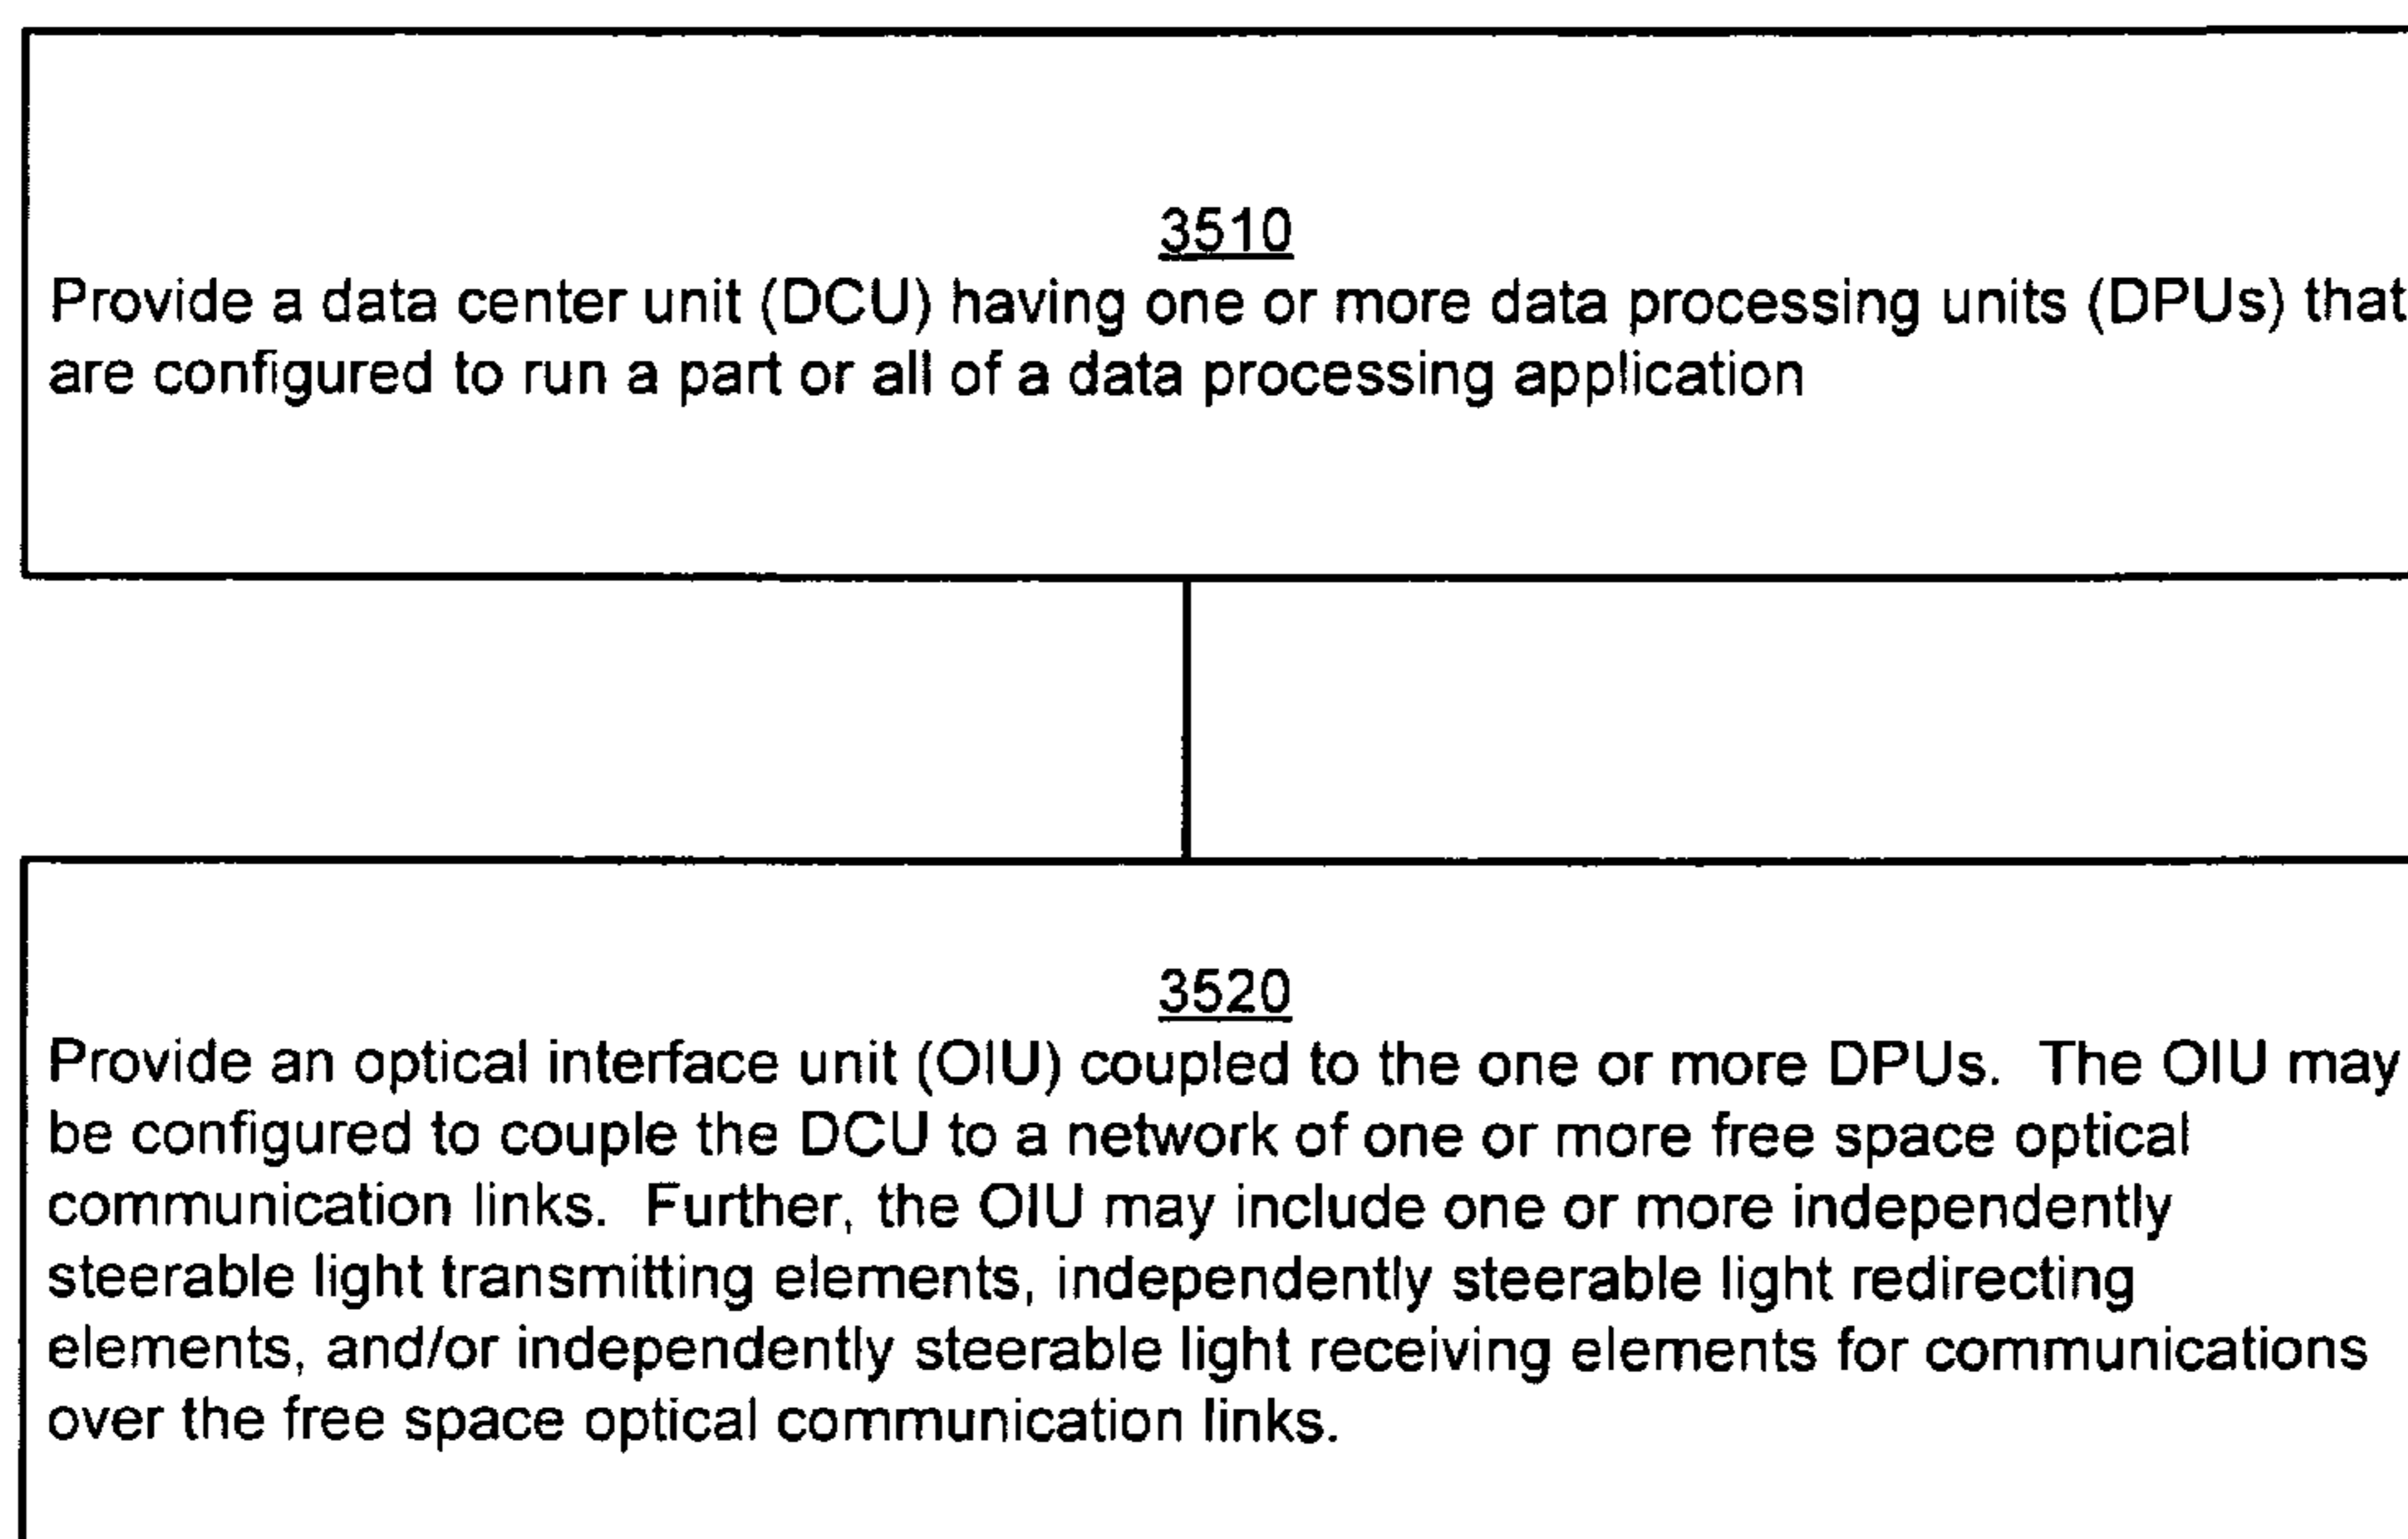 3510
Provide a data center unit (DCU) having one or more data processing units (DPUs) that
are configured to run a part or all of a data processing application
3520
Provide an optical interface unit (OIU) coupled to the one or more DPUs. The OIU may
be configured to couple the DCU to a network of one or more free space optical
communication links. Further, the OIU may include one or more independently
steerable light transmitting elements, independently steerable light redirecting
elements, and/or independently steerable light receiving elements for communications
over the free space optical communication links.